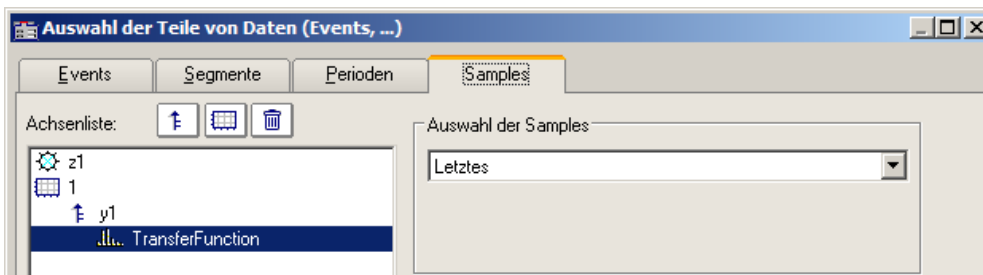 Auswahl der Teile von Daten (Events, ...)
Events Segmente Perioden Samples
Achsenliste:
Auswahl der Samples
z1
Letztes
1
y1
TransferFunction